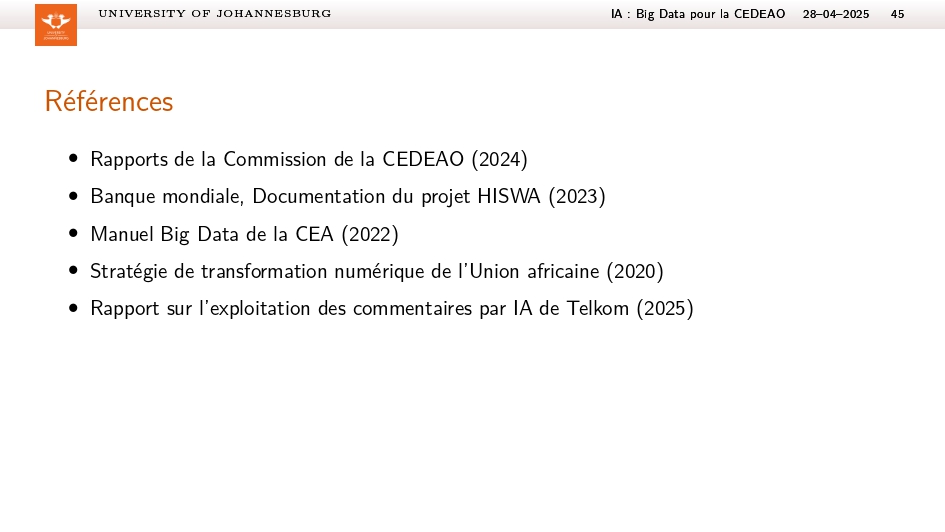 UNIVERSITY OF JOHANNESBURG
IA : Big Data pour la CEDEAO 28–04–2025 45
UNIVERSITY
JOHANNESBURG
Références
• Rapports de la Commission de la CEDEAO (2024)
• Banque mondiale, Documentation du projet HISWA (2023)
• Manuel Big Data de la CEA (2022)
• Stratégie de transformation numérique de l'Union africaine (2020)
• Rapport sur l'exploitation des commentaires par IA de Telkom (2025)